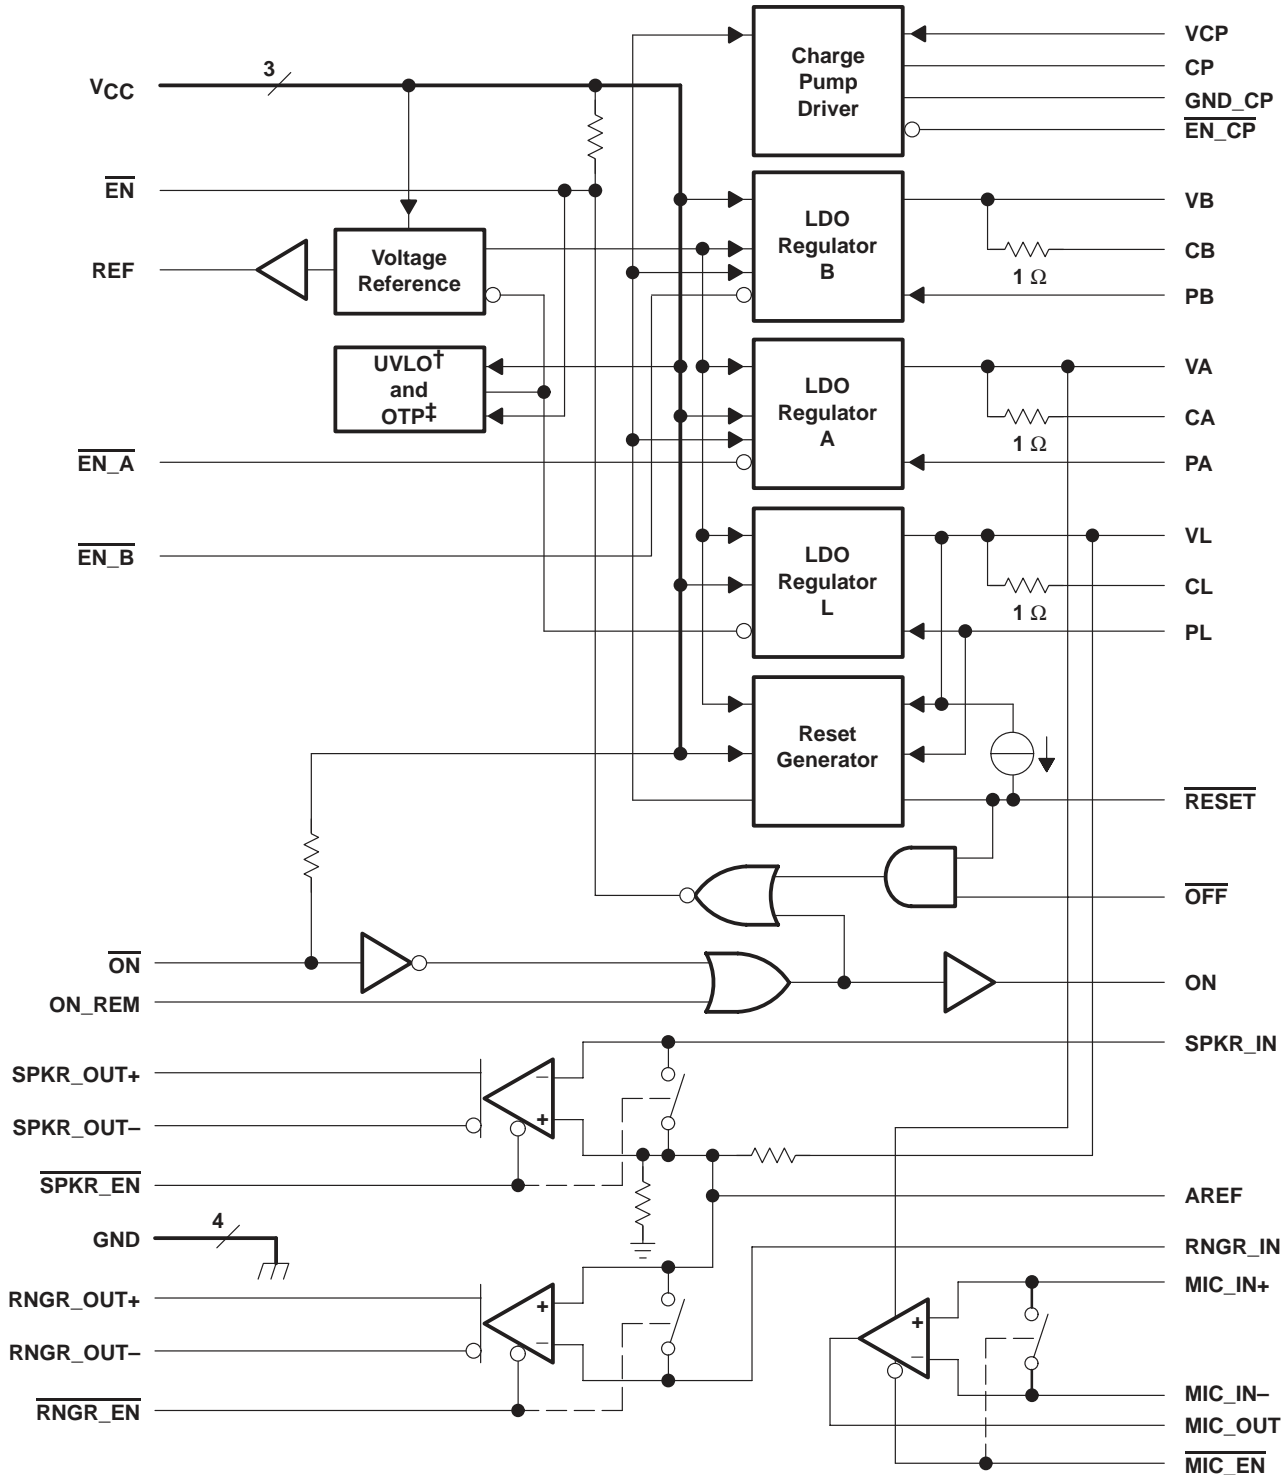 VCC
3
EN
REF
Voltage
Reference
UVLO†
and
OTP‡
EN_A
EN_B
Charge
Pump
Driver
VCP
CP
GND_CP
EN_CP
LDO
Regulator
B
VB
CB
1 Ω
PB
LDO
Regulator
A
VA
CA
1 Ω
PA
LDO
Regulator
L
VL
CL
1 Ω
PL
Reset
Generator
RESET
OFF
ON
ON_REM
ON
SPKR_IN
SPKR_OUT+
SPKR_OUT–
SPKR_EN
–
+
AREF
GND
4
RNGR_IN
RNGR_OUT+
RNGR_OUT–
RNGR_EN
+
–
MIC_IN+
+
–
MIC_IN–
MIC_OUT
MIC_EN